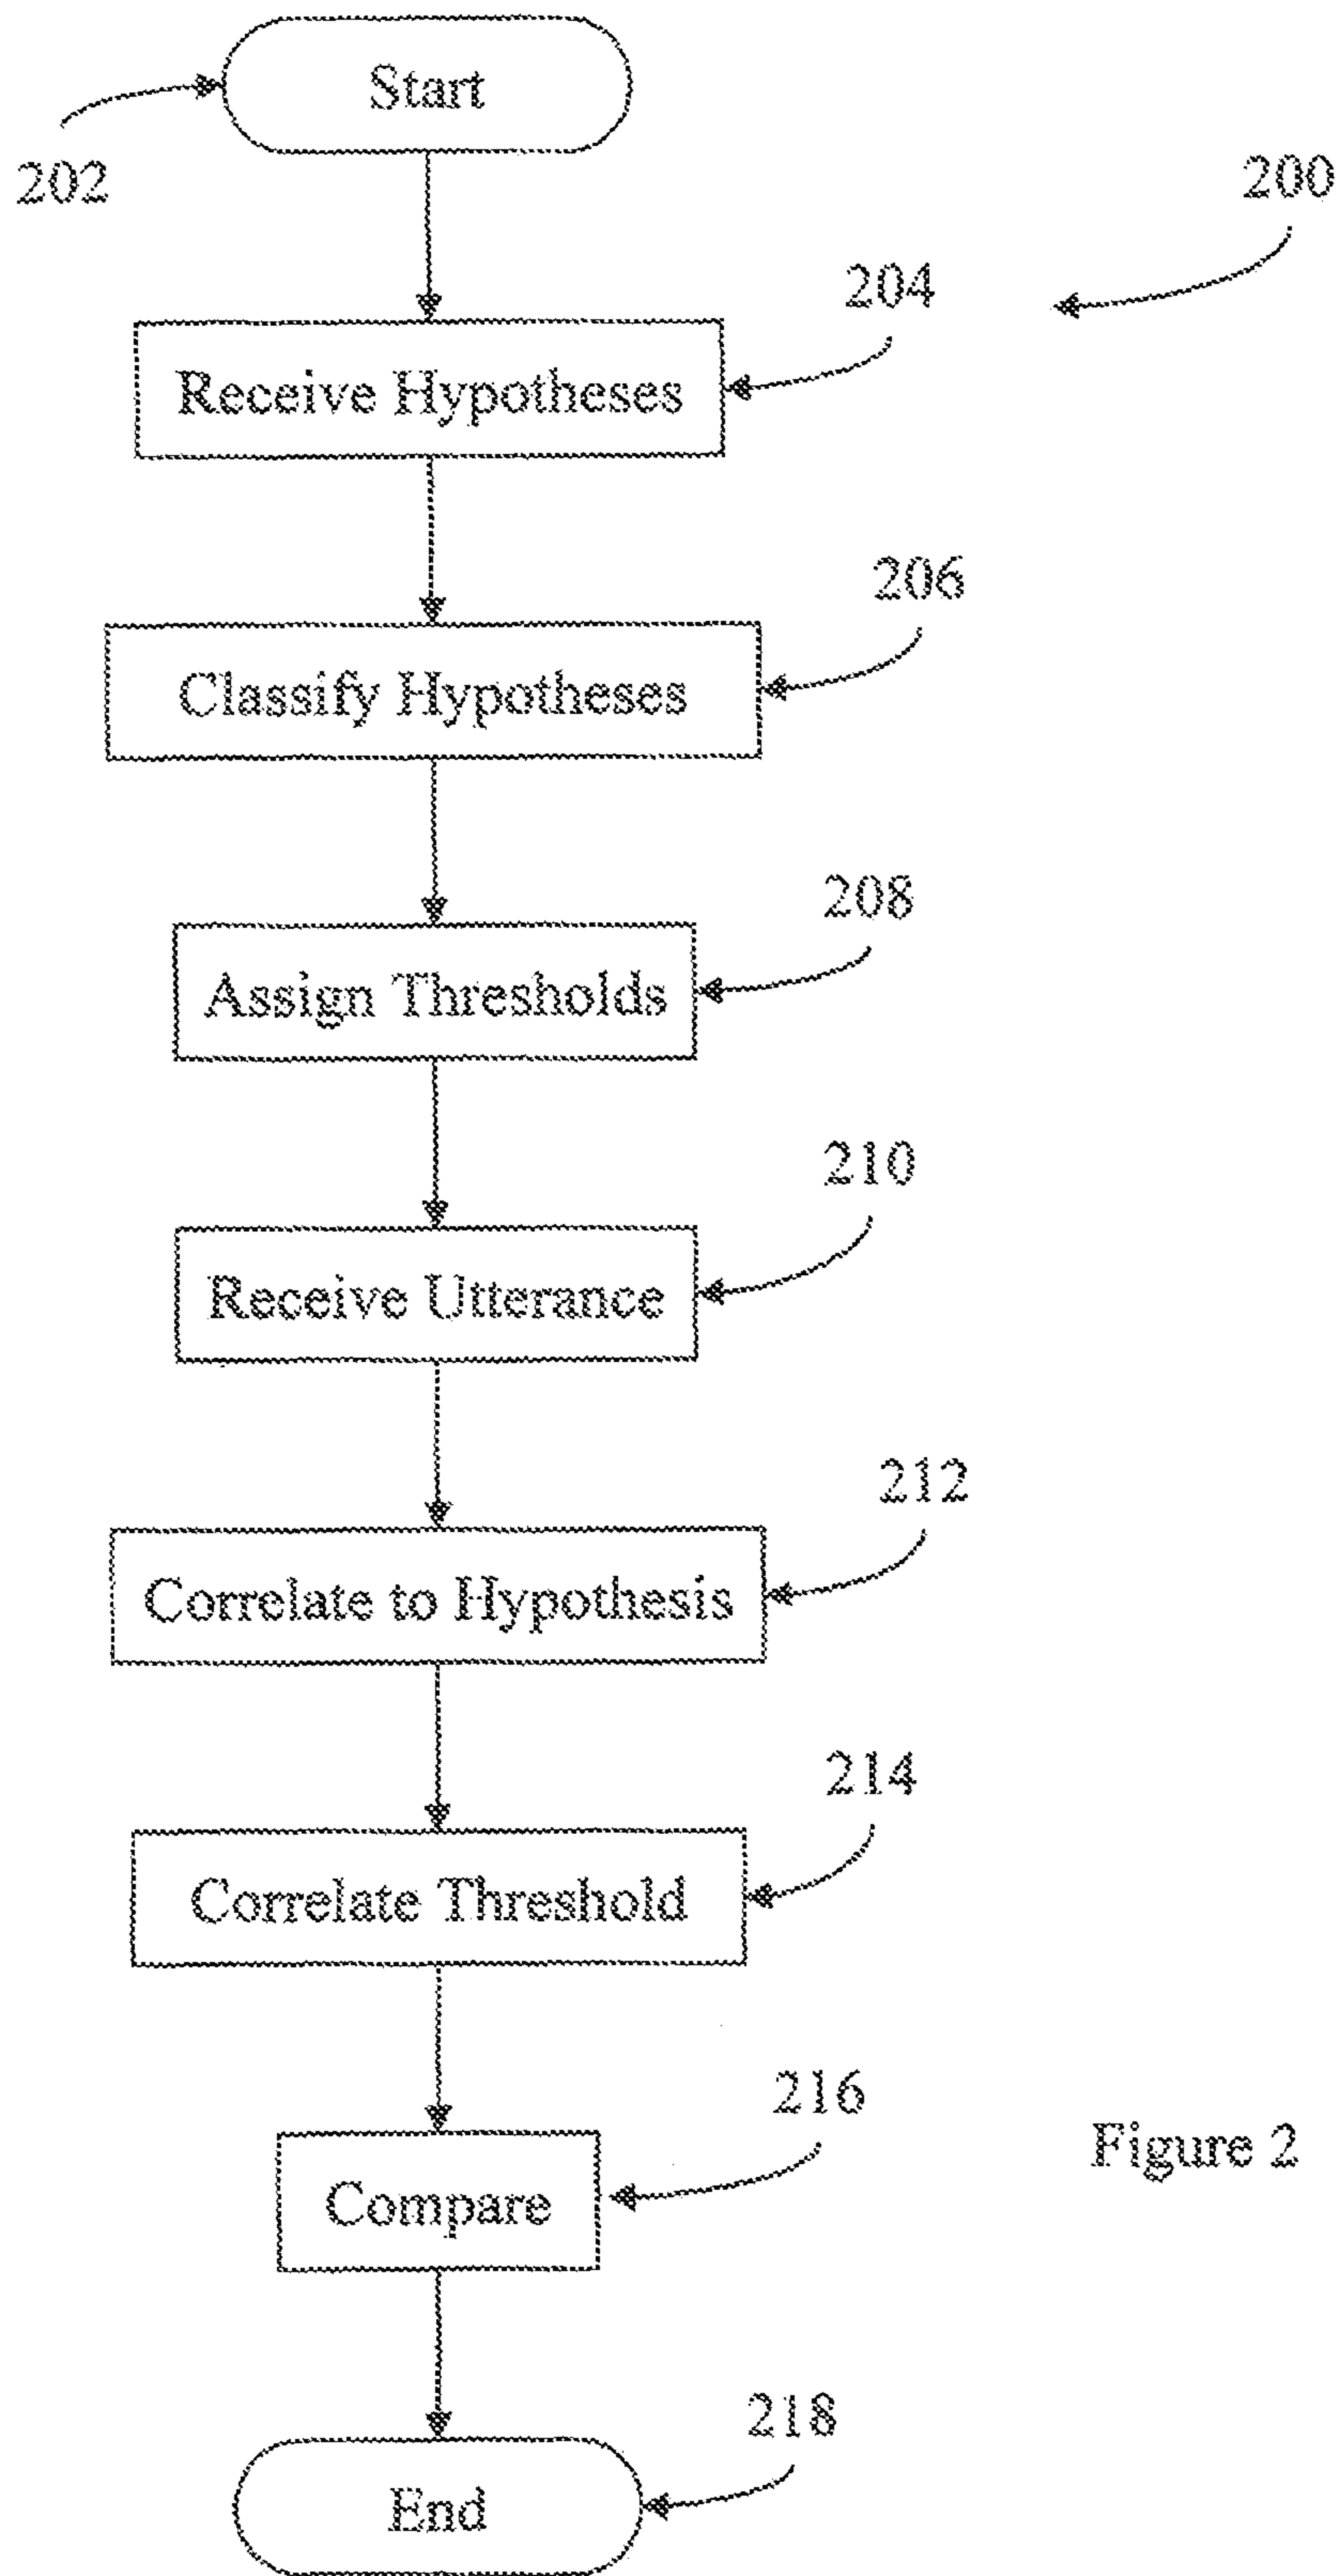 Start
202
200
204
Receive Hypotheses
206
Classify Hypotheses
208
Assign Thresholds
210
Receive Utterance
212
Correlate to Hypothesis
214
Correlate Threshold
216
Compare
Figure 2
218
End